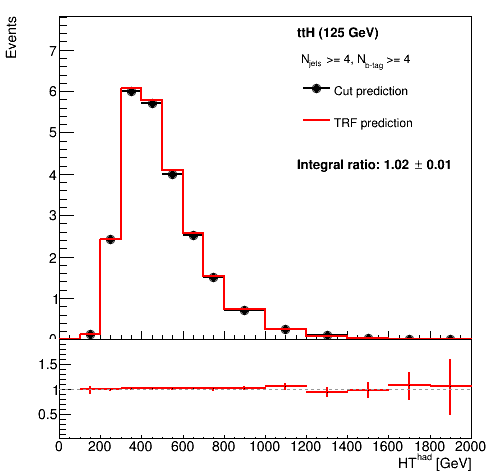 Events
ttH (125 GeV)
N_jets >= 4, N_b-tag >= 4
Cut prediction
TRF prediction
Integral ratio: 1.02 ± 0.01
7
6
5
4
3
2
1
0
1.5
1
0.5
0 200 400 600 800 1000 1200 1400 1600 1800 2000
HT^had [GeV]